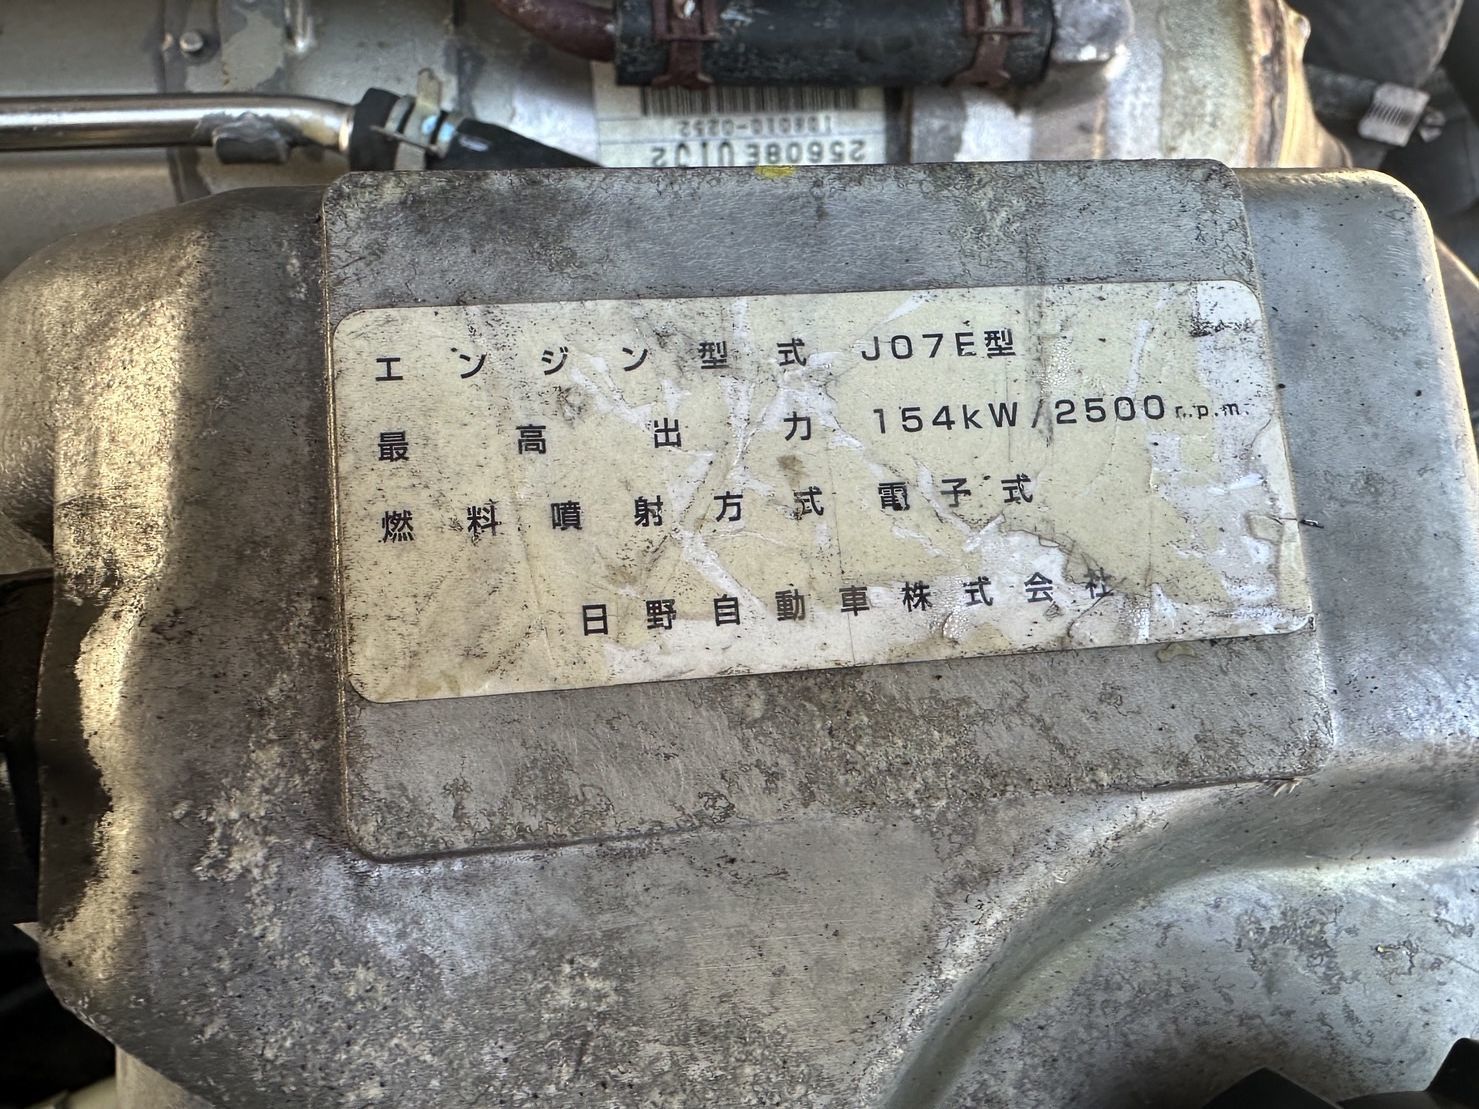 25608E0102
エンジン型式 J07E型
最高出力 154kW/2500r.p.m.
燃料噴射方式 電子式
日野自動車株式会社